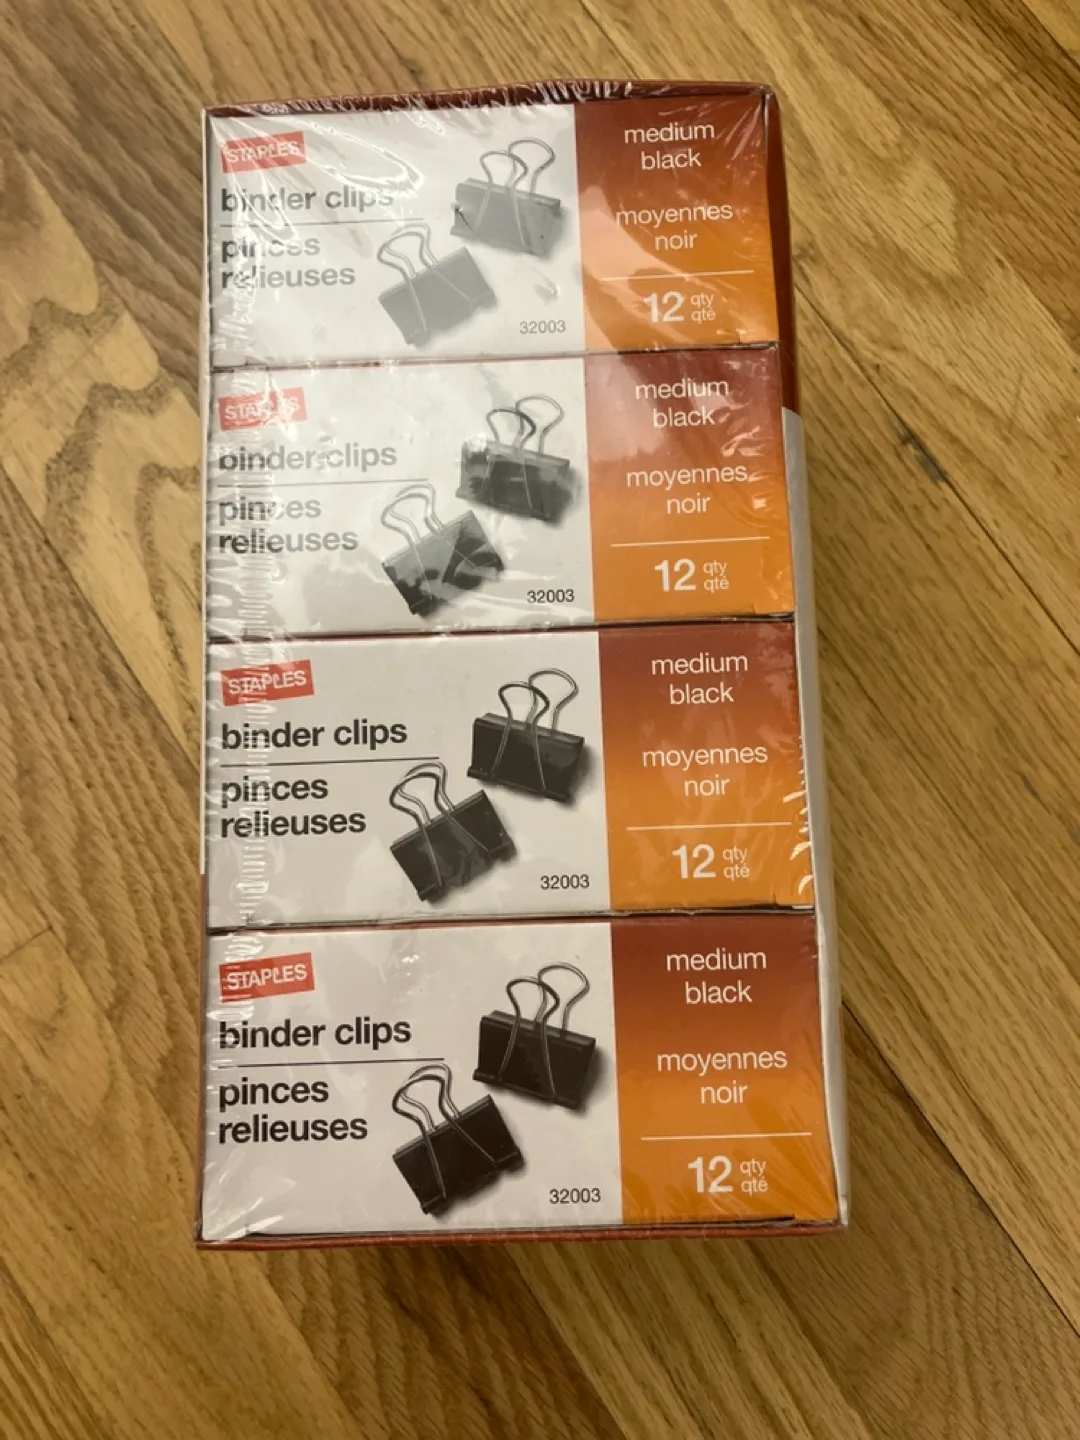 STAPLES
binder clips
pinces
relieuses
32003
medium
black
moyennes
noir
12 qty
qté
STAPLES
binder clips
pinces
relieuses
32003
medium
black
moyennes
noir
12 qty
qté
STAPLES
binder clips
pinces
relieuses
32003
medium
black
moyennes
noir
12 qty
qté
STAPLES
binder clips
pinces
relieuses
32003
medium
black
moyennes
noir
12 qty
qté